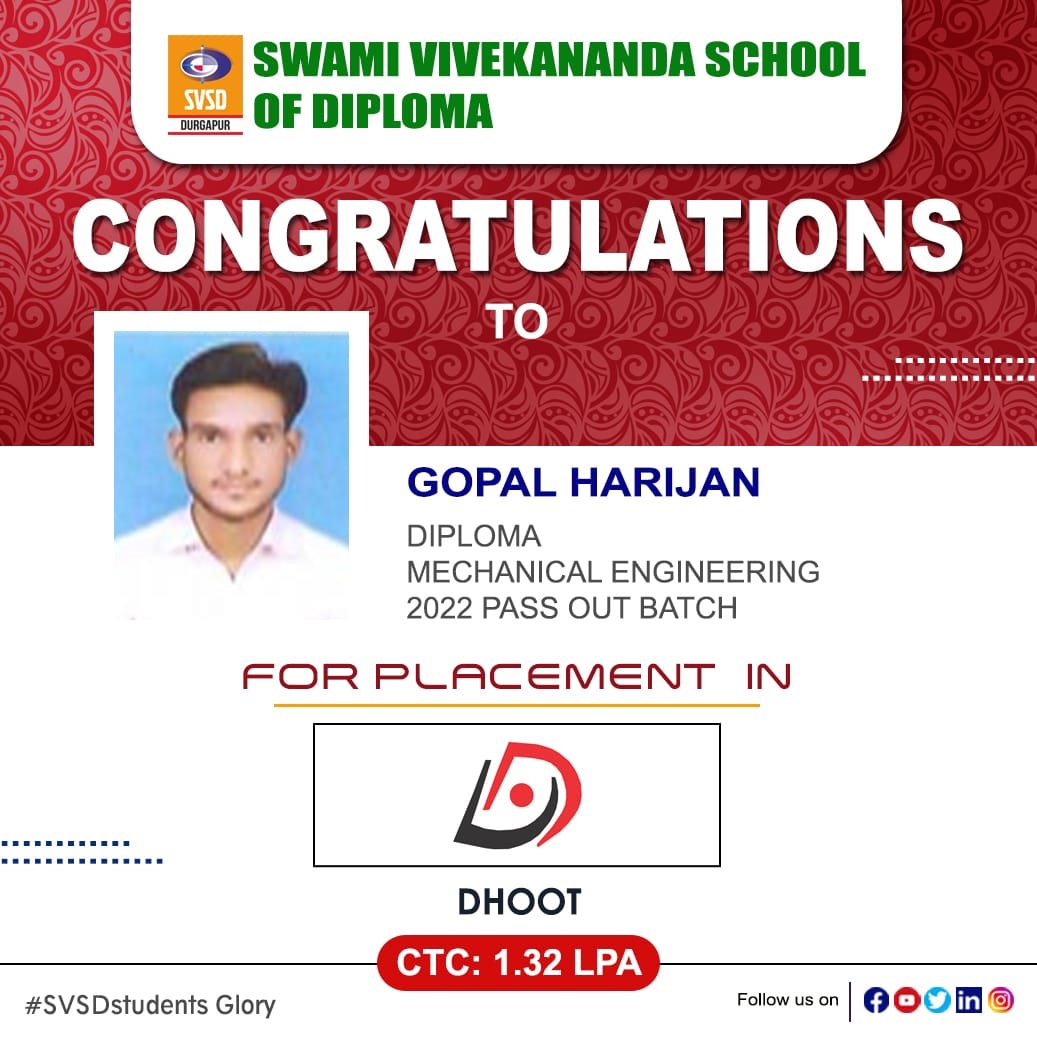 SVSD
DURGAPUR
SWAMI VIVEKANANDA SCHOOL
OF DIPLOMA
CONGRATULATIONS
TO
GOPAL HARIJAN
DIPLOMA
MECHANICAL ENGINEERING
2022 PASS OUT BATCH
FOR PLACEMENT IN
DHOOT
CTC: 1.32 LPA
#SVSDstudents Glory
Follow us on